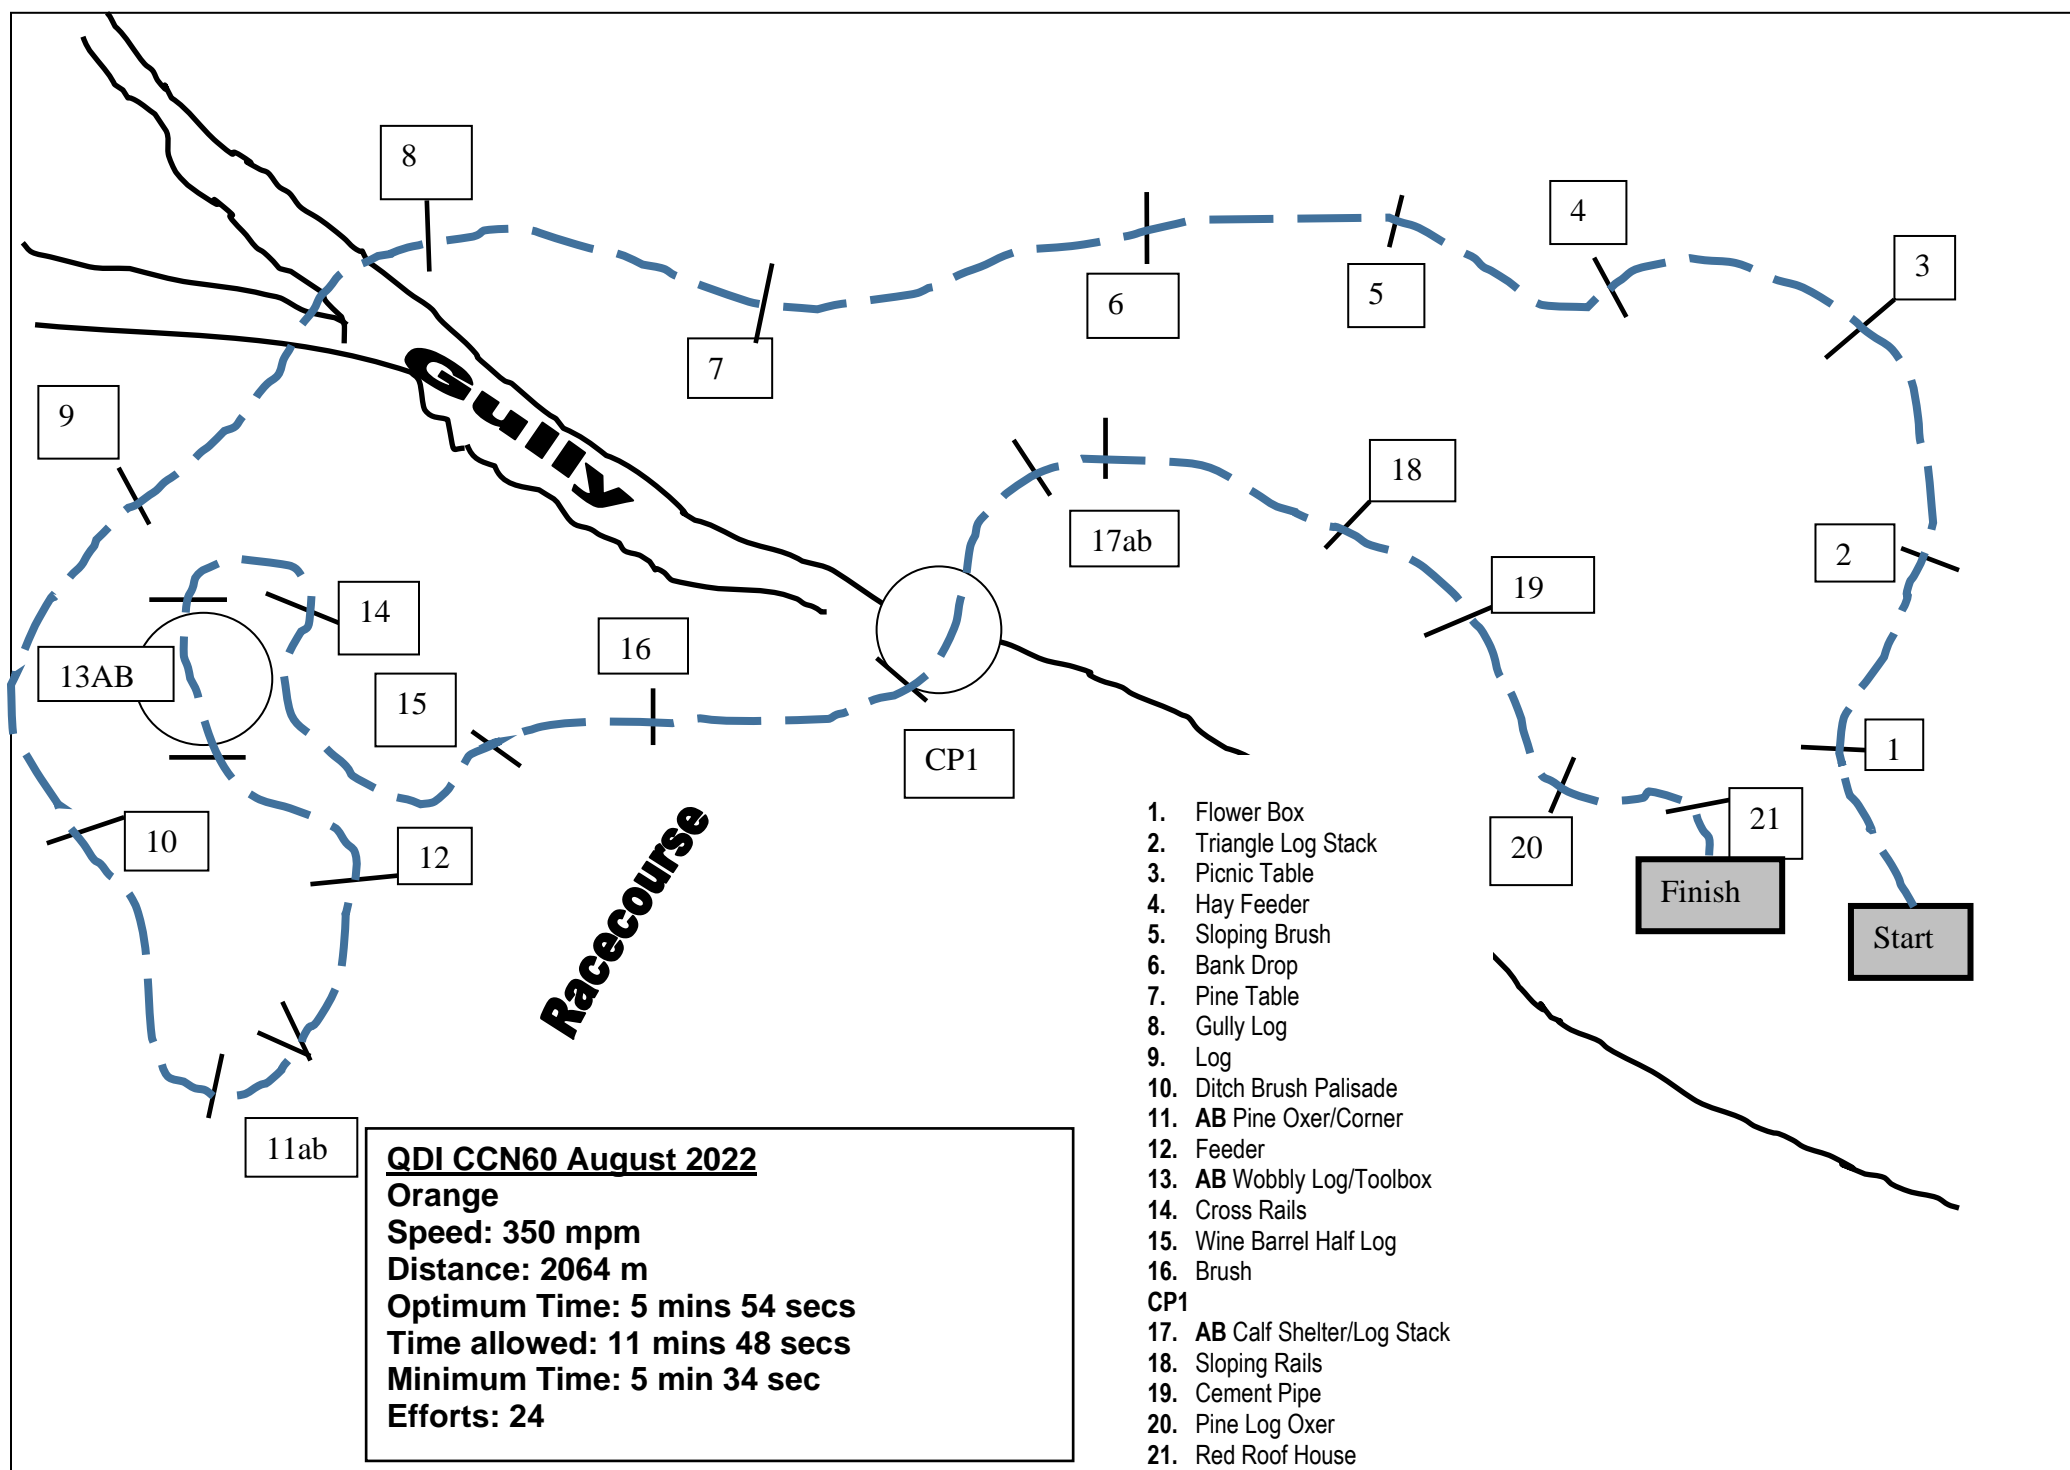 8
4
3
5
6
7
Gully
9
18
17ab
2
19
14
16
13AB
15
CP1
1
21
10
12
20
Finish
Racecourse
Start
11ab
QDI CCN60 August 2022
Orange
Speed: 350 mpm
Distance: 2064 m
Optimum Time: 5 mins 54 secs
Time allowed: 11 mins 48 secs
Minimum Time: 5 min 34 sec
Efforts: 24
1. Flower Box
2. Triangle Log Stack
3. Picnic Table
4. Hay Feeder
5. Sloping Brush
6. Bank Drop
7. Pine Table
8. Gully Log
9. Log
10. Ditch Brush Palisade
11. AB Pine Oxer/Corner
12. Feeder
13. AB Wobbly Log/Toolbox
14. Cross Rails
15. Wine Barrel Half Log
16. Brush
CP1
17. AB Calf Shelter/Log Stack
18. Sloping Rails
19. Cement Pipe
20. Pine Log Oxer
21. Red Roof House